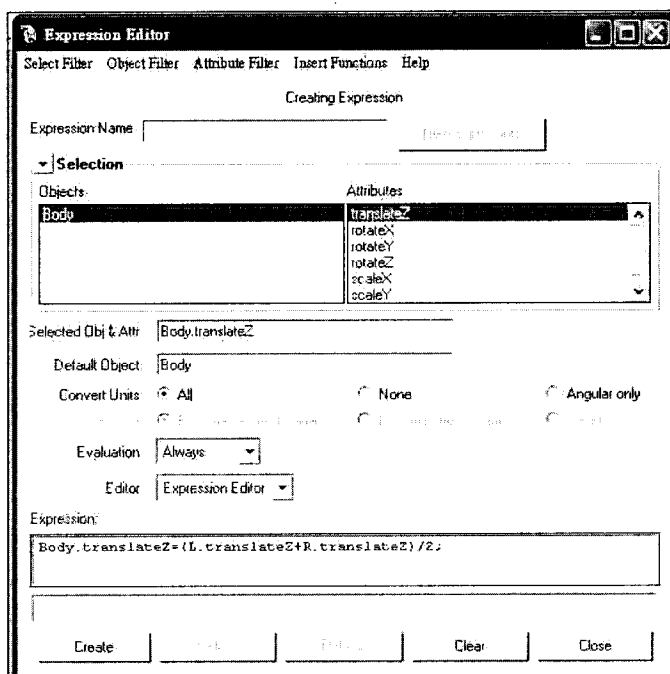 Expression Editor
Select Filter Object Filter Attribute Filter Insert Functions Help
Creating Expression
Expression Name
Selection
Objects Attributes
Body translateZ
rotateX
rotateY
rotateZ
scaleX
scaleY
Selected Obj & Attr Body.translateZ
Default Object Body
Convert Units All None Angular only
Evaluation Always
Editor Expression Editor
Expression:
Body.translateZ=(L.translateZ+R.translateZ)/2;
Create Clear Close